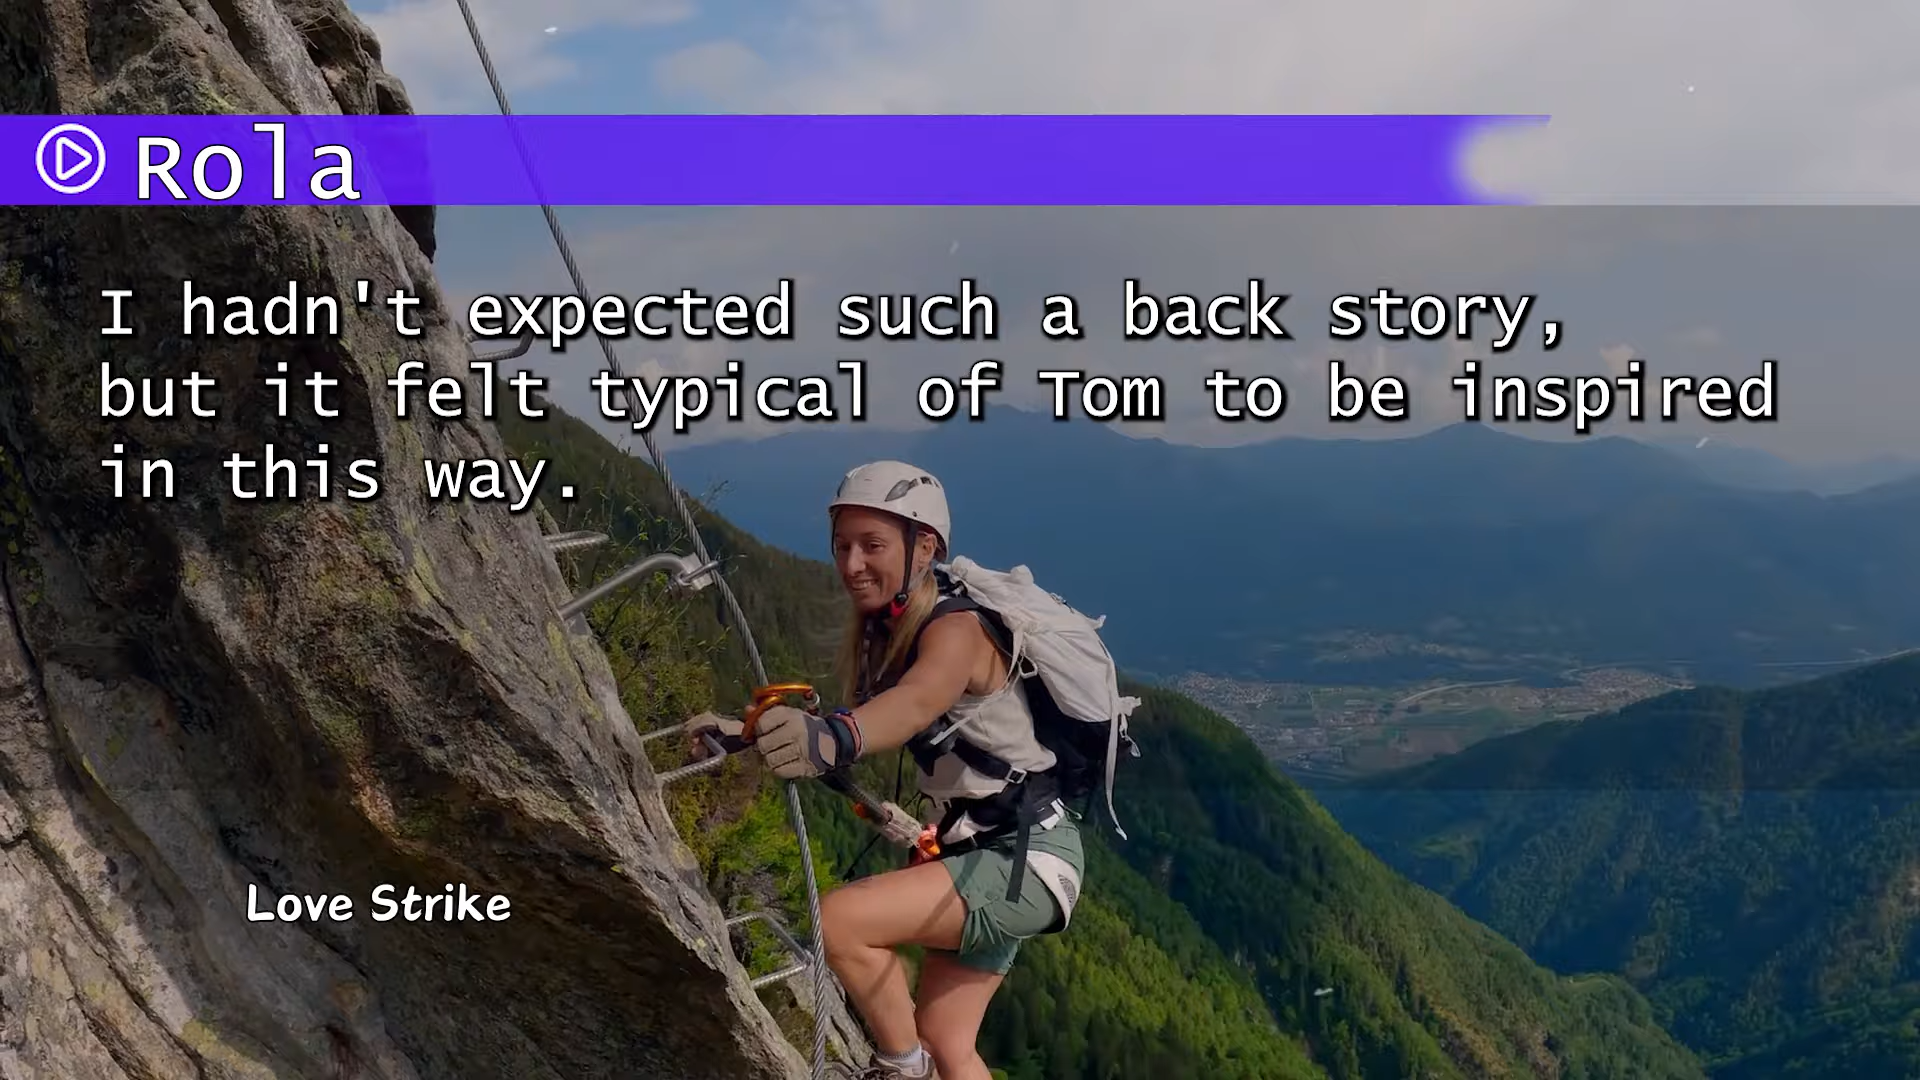 Rola
I hadn't expected such a back story,
but it felt typical of Tom to be inspired
in this way.
Love Strike